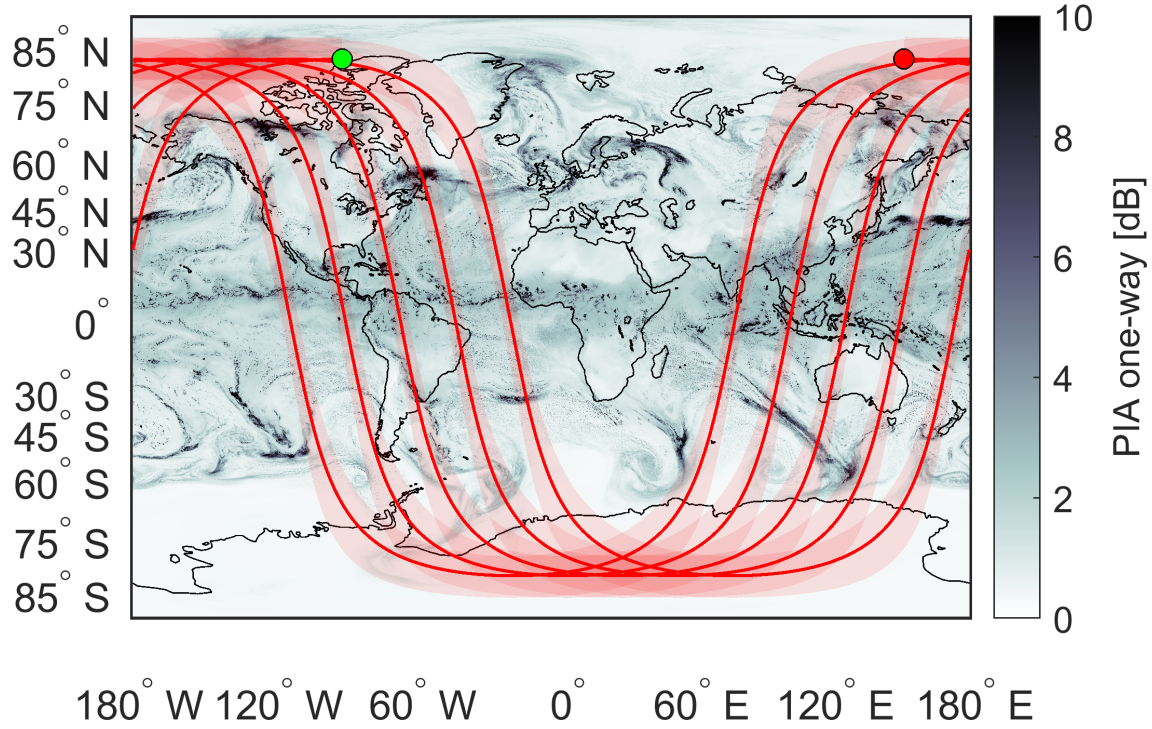 85° N
75° N
60° N
45° N
30° N
0°
30° S
45° S
60° S
75° S
85° S
180° W 120° W 60° W 0° 60° E 120° E 180° E
10
8
6
4
2
0
PIA one-way [dB]